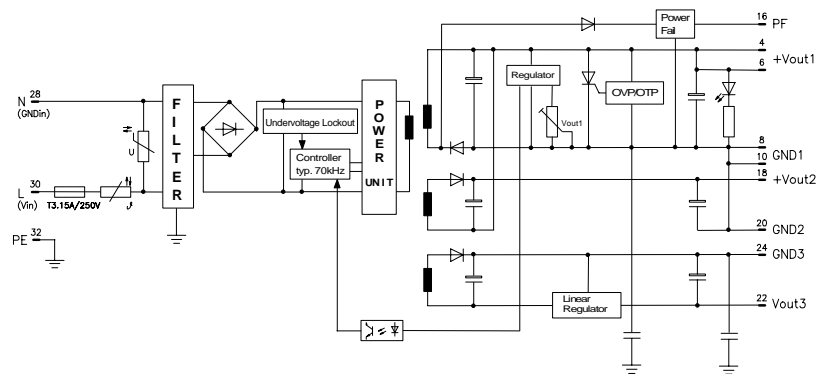 16 PF
Power
Fail
4
+Vout1
6
Regulator
OVP/OTP
Vout1
N 28
(GNDin)
FILTER
POWER
UNIT
Undervoltage Lockout
Controller
typ. 70kHz
U
8
GND1
10
18 +Vout2
L 30
(Vin)
T3.15A/250V
ϑ
PE 32
20 GND2
24 GND3
Linear
Regulator
22 Vout3